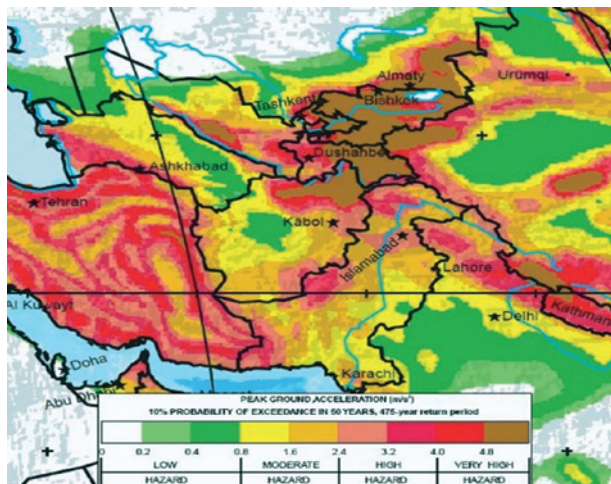 Almaty
Urumqi
Tashkent
Bishkek
Dushanbe
Ashkhabad
Tehran
Kabol
Islamabad
Lahore
Al Kuwayt
Kathman
Delhi
Doha
Karachi
Abu Dhabi
PEAK GROUND ACCELERATION (m/s²)
10% PROBABILITY OF EXCEEDANCE IN 50 YEARS, 475-year return period
0 0.2 0.4 0.8 1.6 2.4 3.2 4.0 4.8
LOW MODERATE HIGH VERY HIGH
HAZARD HAZARD HAZARD HAZARD